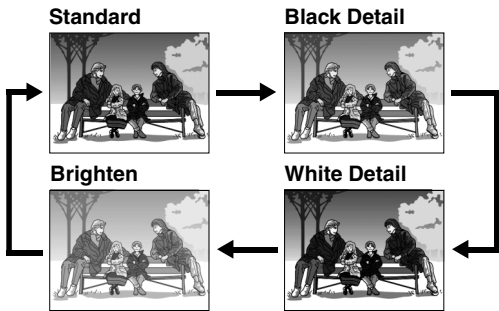 Standard
Black Detail
Brighten
White Detail